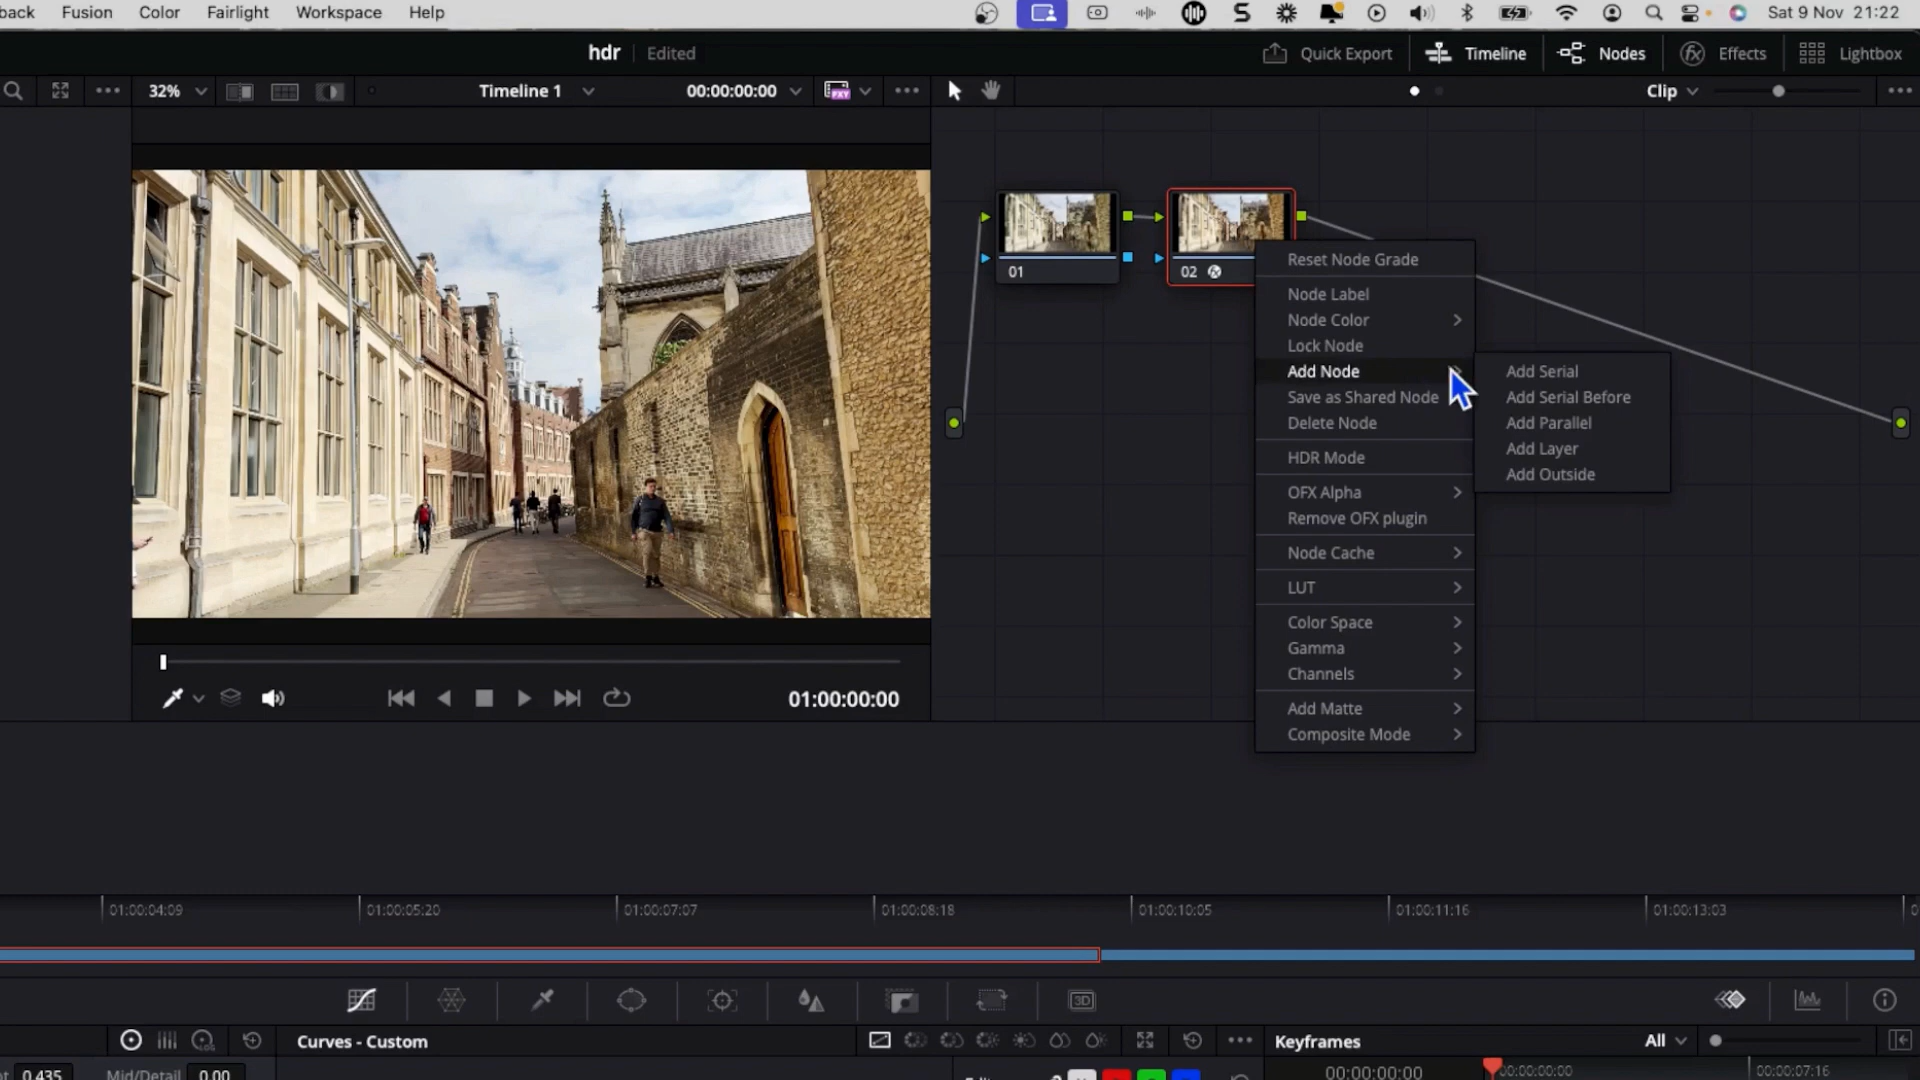 back Fusion Color Fairlight Workspace Help Sat 9 Nov 21:22
hdr Edited Quick Export Timeline Nodes Effects Lightbox
32% Timeline 1 00:00:00:00 Clip
01
02
Reset Node Grade
Node Label
Node Color
Lock Node
Add Node
Save as Shared Node
Delete Node
HDR Mode
OFX Alpha
Remove OFX plugin
Node Cache
LUT
Color Space
Gamma
Channels
Add Matte
Composite Mode
Add Serial
Add Serial Before
Add Parallel
Add Layer
Add Outside
01:00:00:00
01:00:04:09 01:00:05:20 01:00:07:07 01:00:08:18 01:00:10:05 01:00:11:16 01:00:13:03
3D
Curves - Custom Keyframes All
0.435 Mid/Detail 0.00 00:00:00:00 00:00:00:00 00:00:07:16